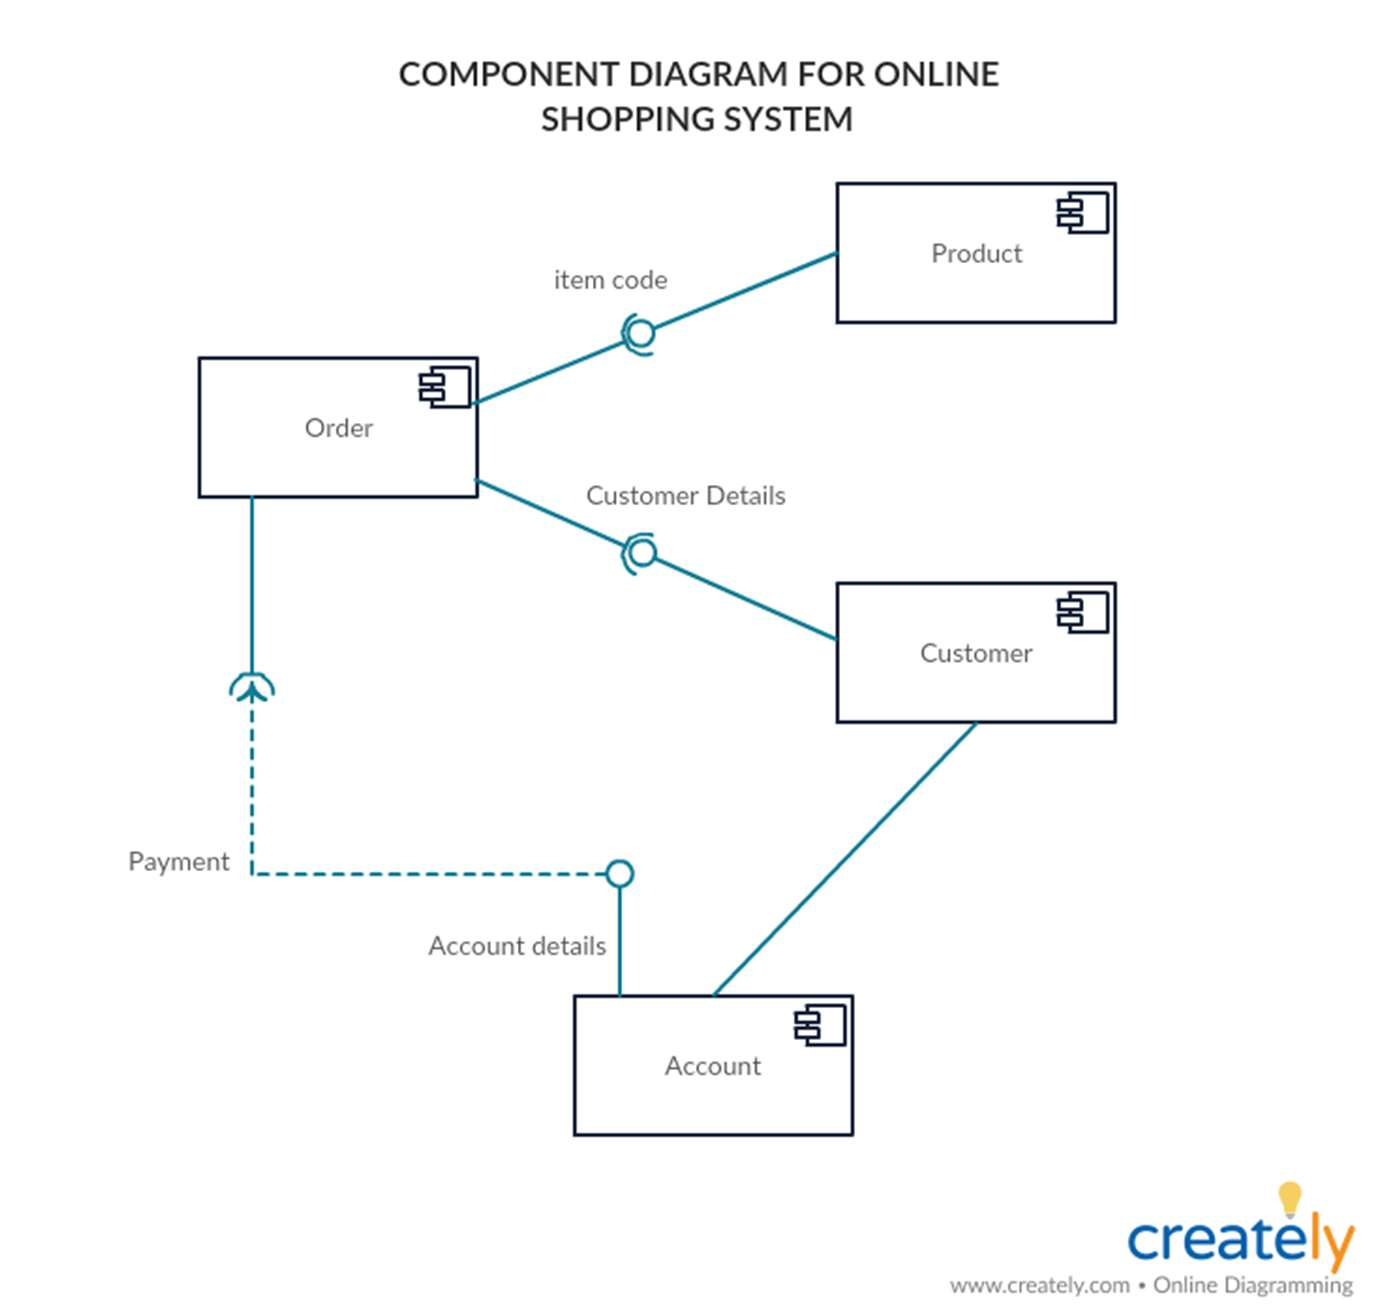 COMPONENT DIAGRAM FOR ONLINE
SHOPPING SYSTEM
Product
item code
Order
Customer Details
Customer
Payment
Account details
Account
creately
www.creately.com • Online Diagramming